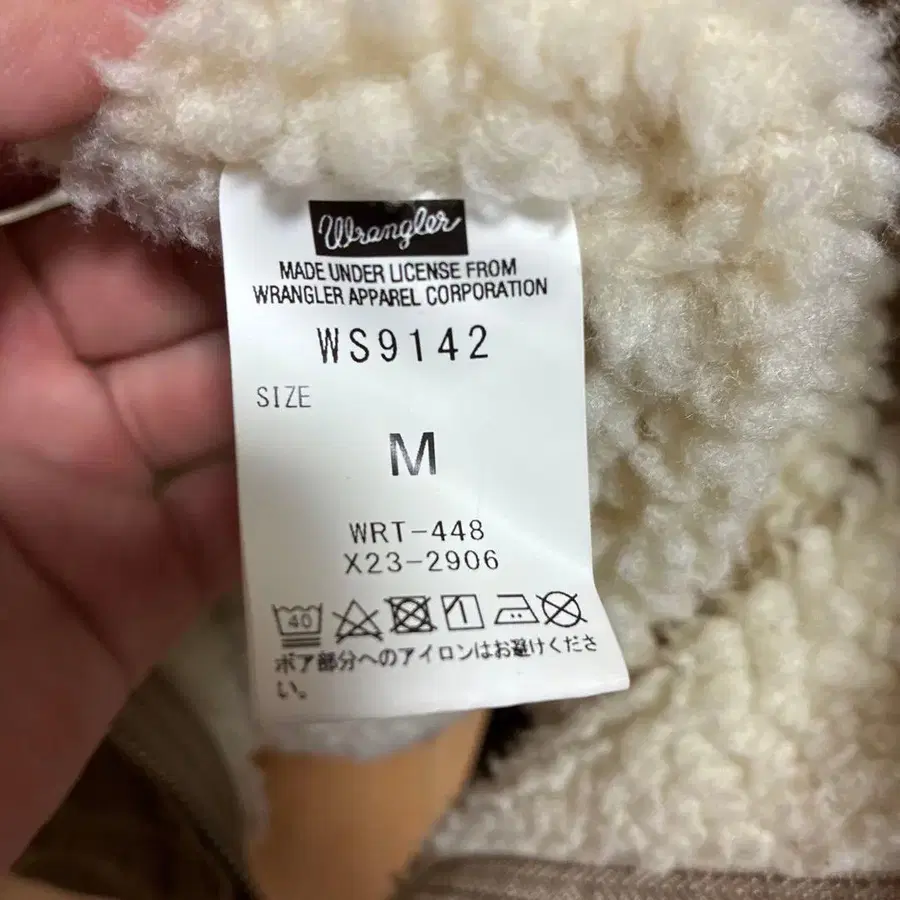 Wrangler
MADE UNDER LICENSE FROM
WRANGLER APPAREL CORPORATION
WS9142
SIZE
M
WRT-448
X23-2906
40
ボア部分へのアイロンはお避けくださ
い。